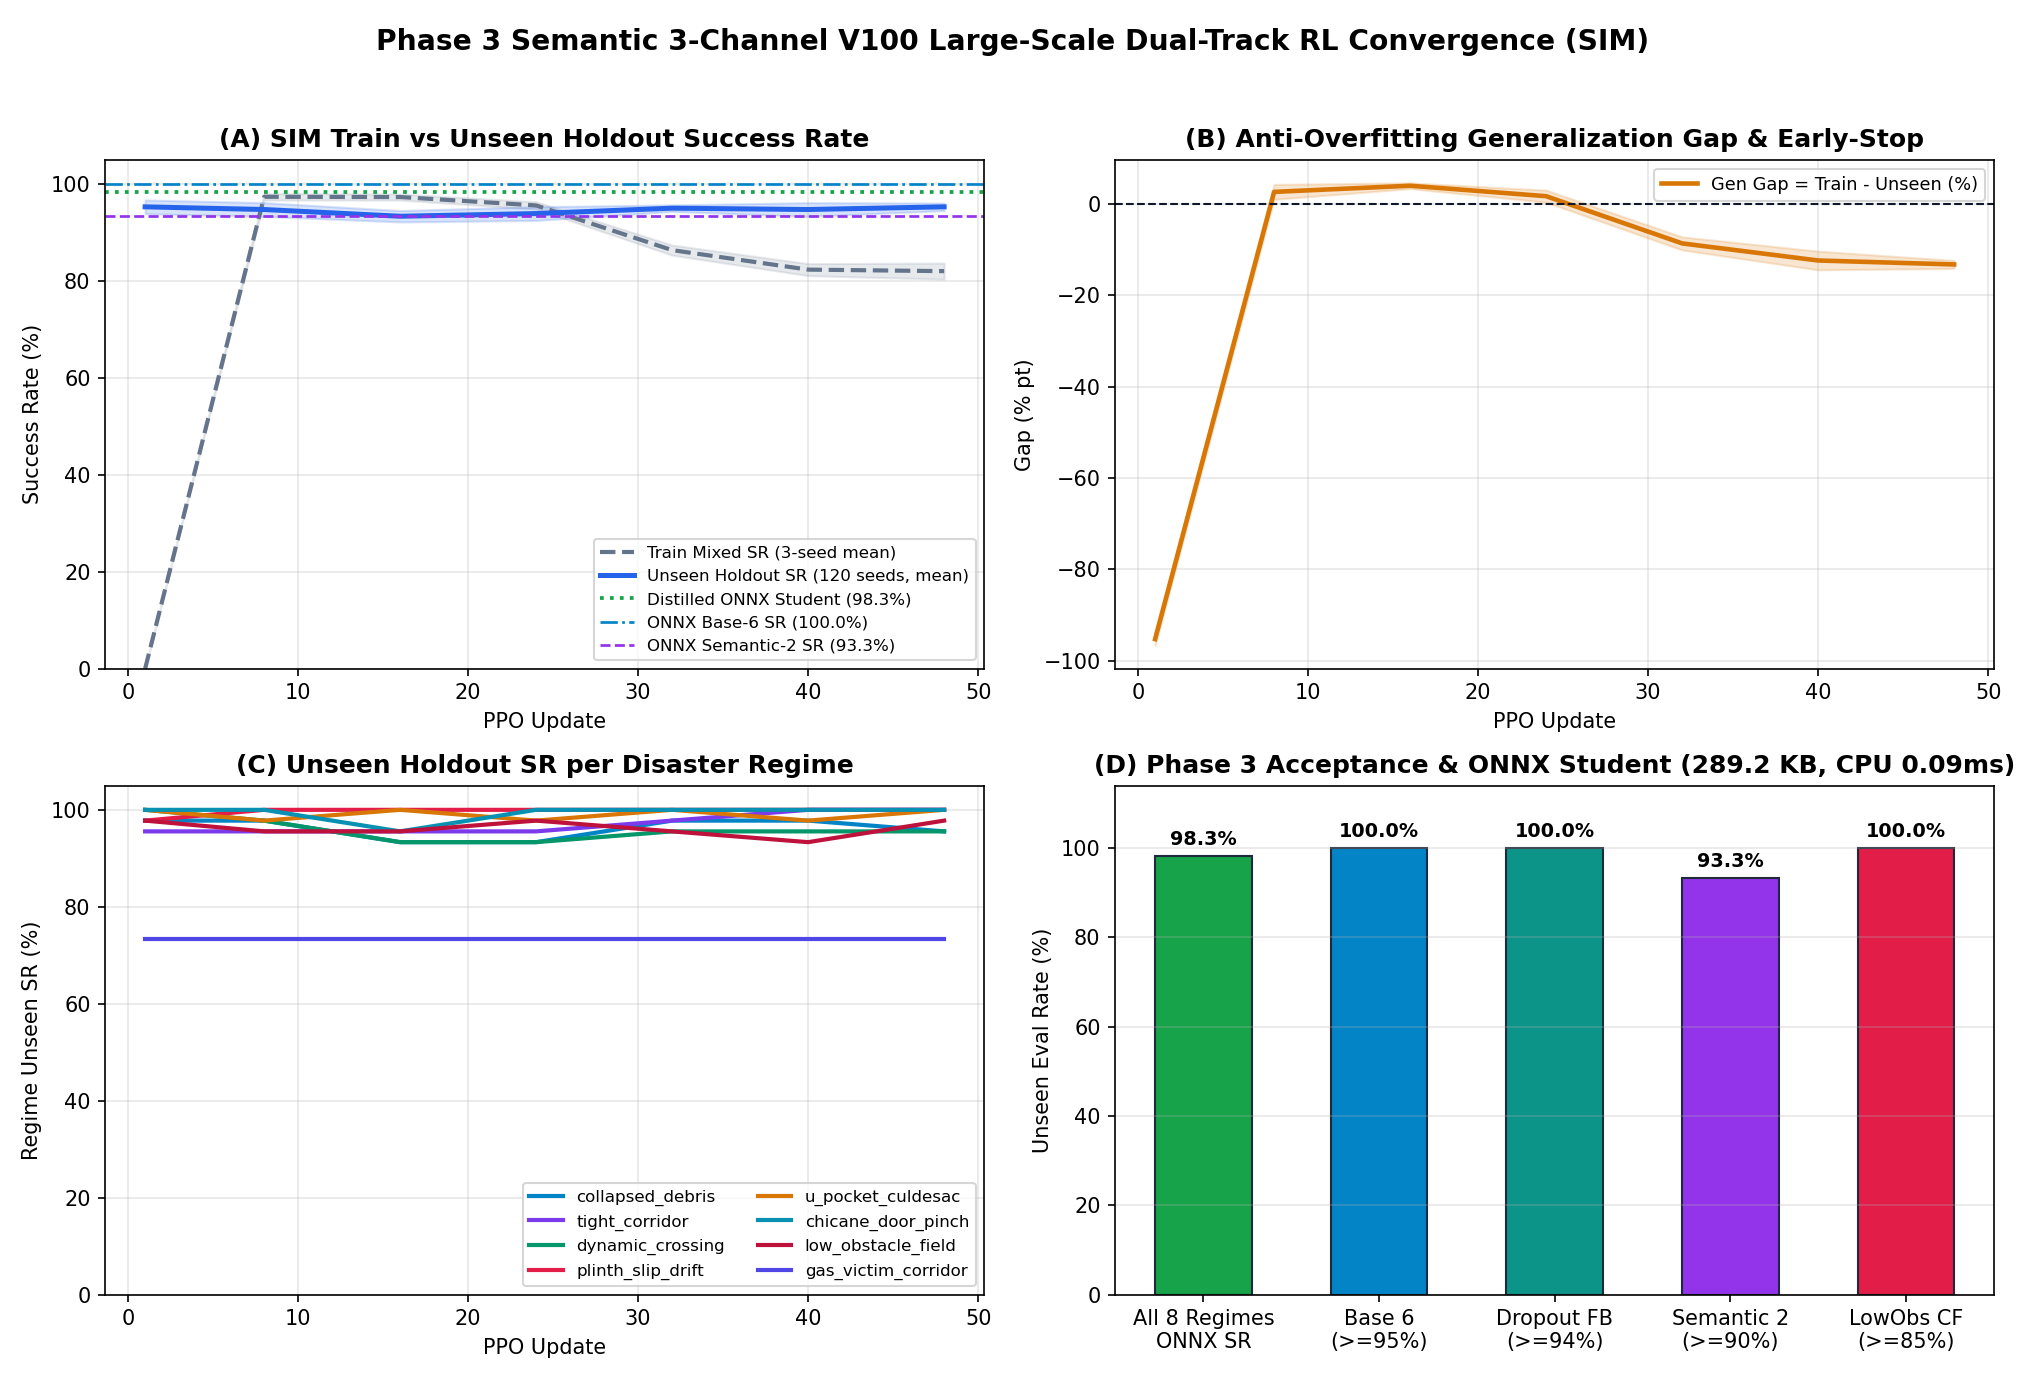 Phase 3 Semantic 3-Channel V100 Large-Scale Dual-Track RL Convergence (SIM)
(A) SIM Train vs Unseen Holdout Success Rate
Success Rate (%)
100
80
60
40
20
0
Train Mixed SR (3-seed mean)
Unseen Holdout SR (120 seeds, mean)
Distilled ONNX Student (98.3%)
ONNX Base-6 SR (100.0%)
ONNX Semantic-2 SR (93.3%)
0 10 20 30 40 50
PPO Update
(B) Anti-Overfitting Generalization Gap & Early-Stop
Gap (% pt)
Gen Gap = Train - Unseen (%)
0
−20
−40
−60
−80
−100
0 10 20 30 40 50
PPO Update
(C) Unseen Holdout SR per Disaster Regime
Regime Unseen SR (%)
100
80
60
40
20
0
collapsed_debris
tight_corridor
dynamic_crossing
plinth_slip_drift
u_pocket_culdesac
chicane_door_pinch
low_obstacle_field
gas_victim_corridor
0 10 20 30 40 50
PPO Update
(D) Phase 3 Acceptance & ONNX Student (289.2 KB, CPU 0.09ms)
Unseen Eval Rate (%)
100
80
60
40
20
0
98.3%
100.0%
100.0%
93.3%
100.0%
All 8 Regimes
ONNX SR
Base 6
(>=95%)
Dropout FB
(>=94%)
Semantic 2
(>=90%)
LowObs CF
(>=85%)